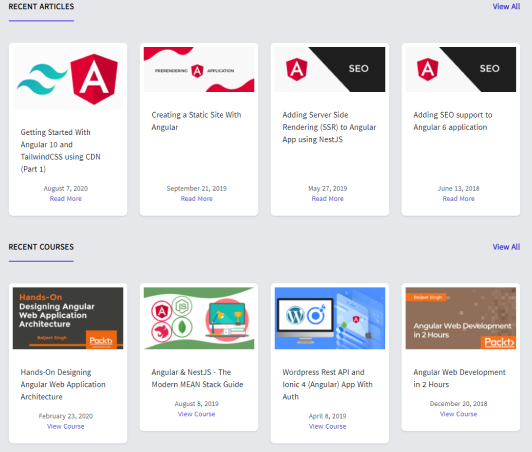 RECENT ARTICLES
View All
PRERENDERING APPLICATION
SEO
SEO
Getting Started With
Angular 10 and
TailwindCSS using CDN
(Part 1)
August 7, 2020
Read More
Creating a Static Site With
Angular
September 21, 2019
Read More
Adding Server Side
Rendering (SSR) to Angular
App using NestJS
May 27, 2019
Read More
Adding SEO support to
Angular 6 application
June 13, 2018
Read More
RECENT COURSES
View All
Hands-On
Designing Angular
Web Application
Architecture
Baljeet Singh
Packt
Hands-On Designing
Angular Web Application
Architecture
February 23, 2020
View Course
Angular & NestJS - The
Modern MEAN Stack Guide
August 8, 2019
View Course
Wordpress Rest API and
Ionic 4 (Angular) App With
Auth
April 8, 2019
View Course
Baljeet Singh
Angular Web Development
in 2 Hours
Packt
Angular Web Development
in 2 Hours
December 20, 2018
View Course